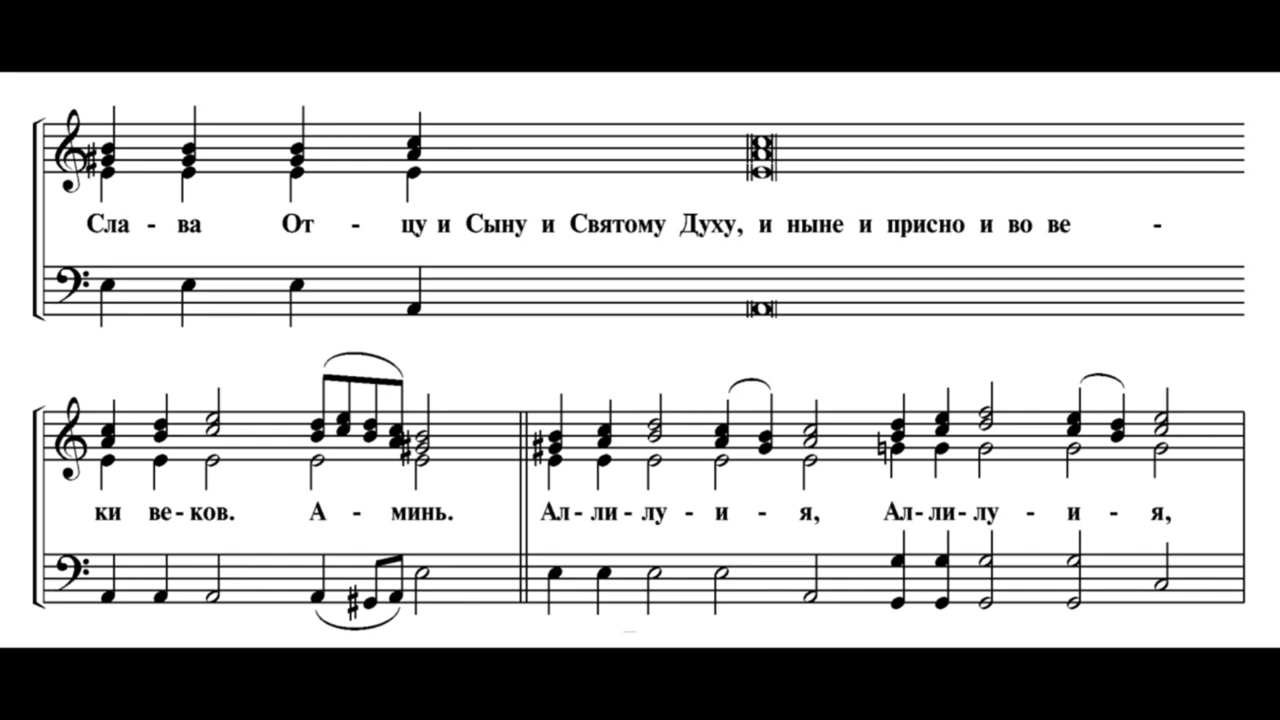 Сла - ва От - цу и Сыну и Святому Духу, и ныне и присно и во ве -
ки ве - ков. А - минь. Ал - ли - лу - и - я, Ал - ли - лу - и - я,